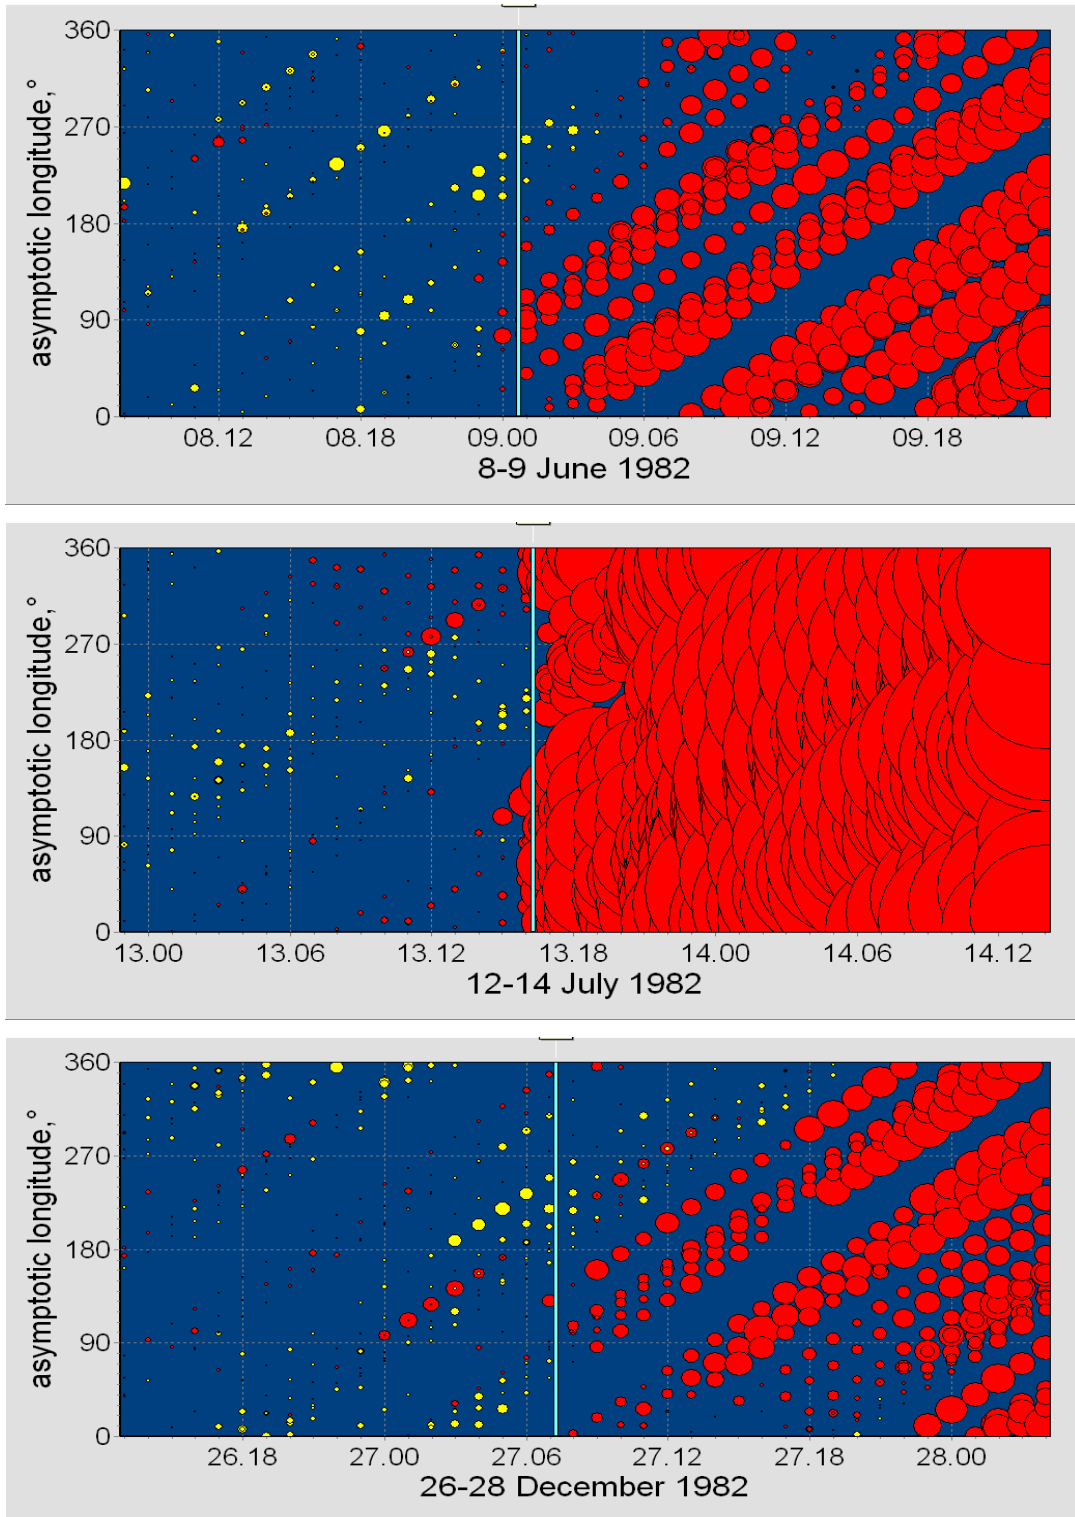 360
270
180
90
0
asymptotic longitude,°
08.12 08.18 09.00 09.06 09.12 09.18
8-9 June 1982
360
270
180
90
0
asymptotic longitude,°
13.00 13.06 13.12 13.18 14.00 14.06 14.12
12-14 July 1982
360
270
180
90
0
asymptotic longitude,°
26.18 27.00 27.06 27.12 27.18 28.00
26-28 December 1982